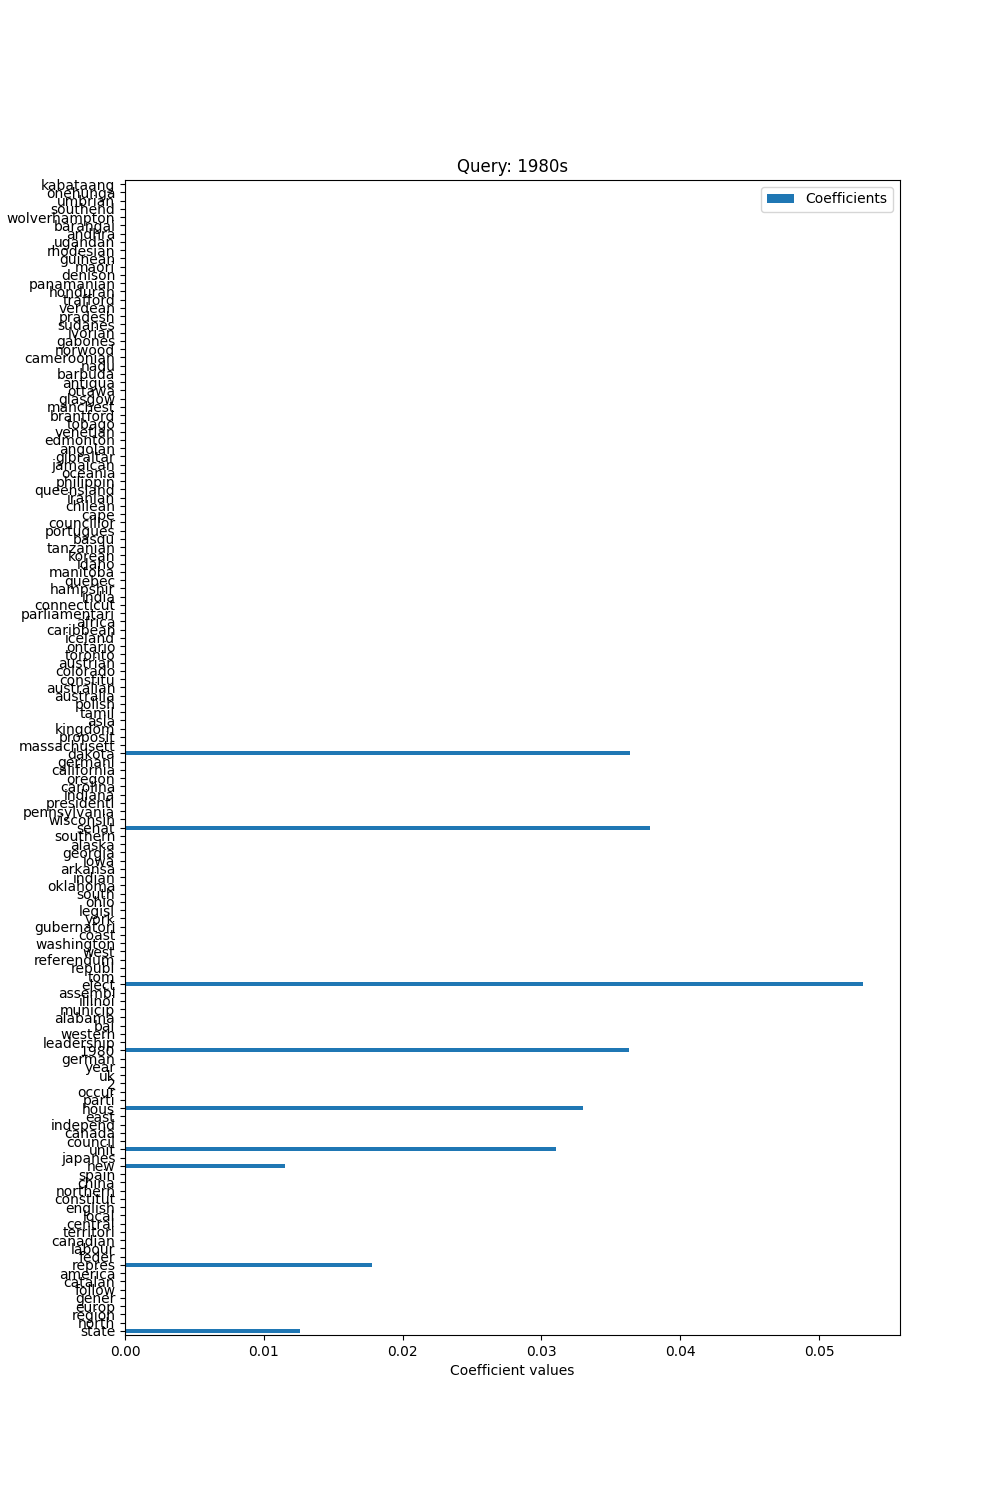 Query: 1980s
Coefficients
kabataang
onehunga
umbrian
southend
wolverhampton
barangai
andhra
ugandan
rhodesian
guinean
maori
denison
panamanian
honduran
trafford
verdean
pradesh
sudanes
ivorian
gabones
norwood
cameroonian
nadu
barbuda
antigua
ottawa
glasgow
manchest
brantford
tobago
venetian
edmonton
angolan
gibraltar
jamaican
oceania
philippin
queensland
iranian
chilean
cape
councillor
portugues
basqu
tanzanian
korean
idaho
manitoba
quebec
hampshir
india
connecticut
parliamentari
africa
caribbean
iceland
ontario
toronto
austrian
colorado
constitu
australian
australia
polish
tamil
asia
kingdom
proposit
massachusett
dakota
germani
california
oregon
carolina
indiana
presidenti
pennsylvania
wisconsin
senat
southern
alaska
georgia
iowa
arkansa
indian
oklahoma
south
ohio
legisl
york
gubernatori
coast
washington
west
referendum
republ
tom
elect
assembl
illinoi
municip
alabama
bai
western
leadership
1980
german
year
uk
2
occur
parti
hous
east
independ
canada
council
unit
japanes
new
spain
china
northern
constitut
english
local
central
territori
canadian
labour
feder
repres
america
catalan
follow
gener
europ
region
north
state
0.00 0.01 0.02 0.03 0.04 0.05
Coefficient values